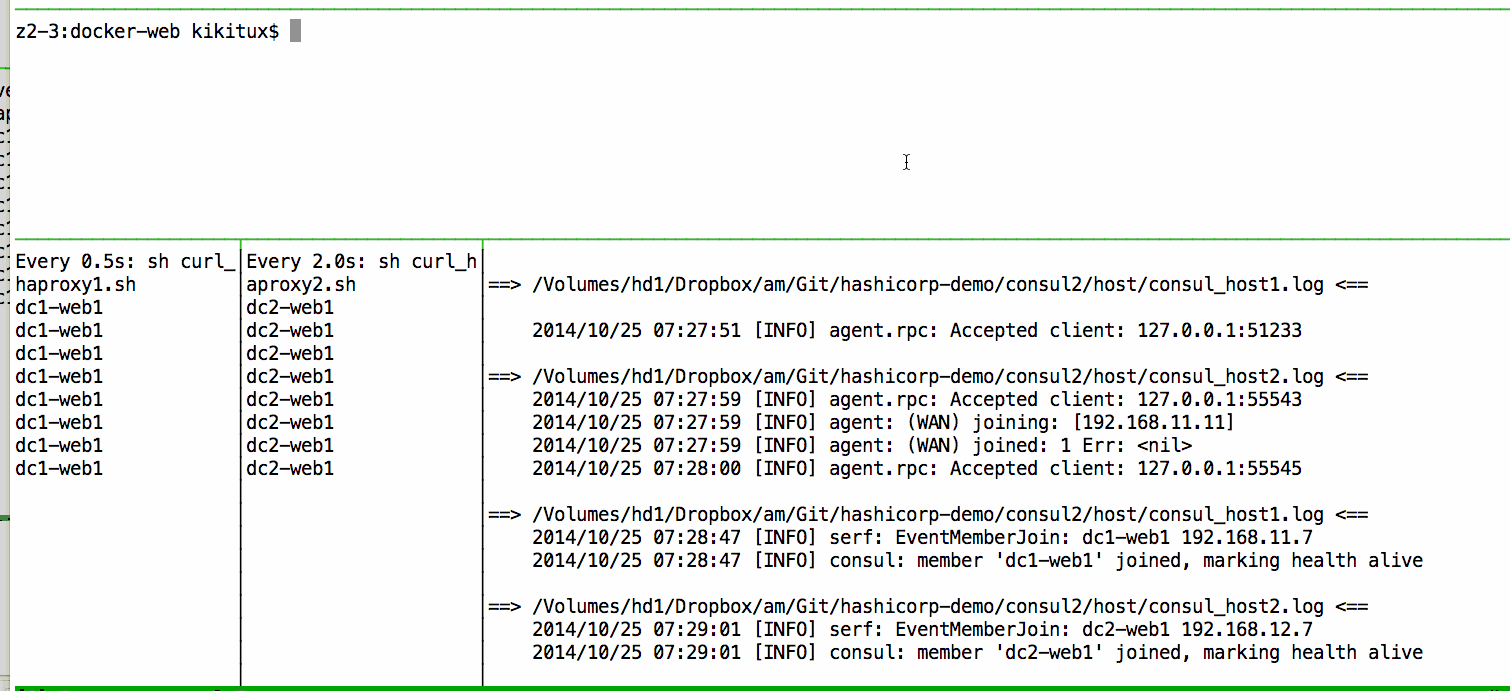 z2-3:docker-web kikitux$
Every 0.5s: sh curl_
haproxy1.sh
dc1-web1
dc1-web1
dc1-web1
dc1-web1
dc1-web1
dc1-web1
dc1-web1
dc1-web1
Every 2.0s: sh curl_h
aproxy2.sh
dc2-web1
dc2-web1
dc2-web1
dc2-web1
dc2-web1
dc2-web1
dc2-web1
dc2-web1
==> /Volumes/hd1/Dropbox/am/Git/hashicorp-demo/consul2/host/consul_host1.log <==
2014/10/25 07:27:51 [INFO] agent.rpc: Accepted client: 127.0.0.1:51233
==> /Volumes/hd1/Dropbox/am/Git/hashicorp-demo/consul2/host/consul_host2.log <==
2014/10/25 07:27:59 [INFO] agent.rpc: Accepted client: 127.0.0.1:55543
2014/10/25 07:27:59 [INFO] agent: (WAN) joining: [192.168.11.11]
2014/10/25 07:27:59 [INFO] agent: (WAN) joined: 1 Err: <nil>
2014/10/25 07:28:00 [INFO] agent.rpc: Accepted client: 127.0.0.1:55545
==> /Volumes/hd1/Dropbox/am/Git/hashicorp-demo/consul2/host/consul_host1.log <==
2014/10/25 07:28:47 [INFO] serf: EventMemberJoin: dc1-web1 192.168.11.7
2014/10/25 07:28:47 [INFO] consul: member 'dc1-web1' joined, marking health alive
==> /Volumes/hd1/Dropbox/am/Git/hashicorp-demo/consul2/host/consul_host2.log <==
2014/10/25 07:29:01 [INFO] serf: EventMemberJoin: dc2-web1 192.168.12.7
2014/10/25 07:29:01 [INFO] consul: member 'dc2-web1' joined, marking health alive